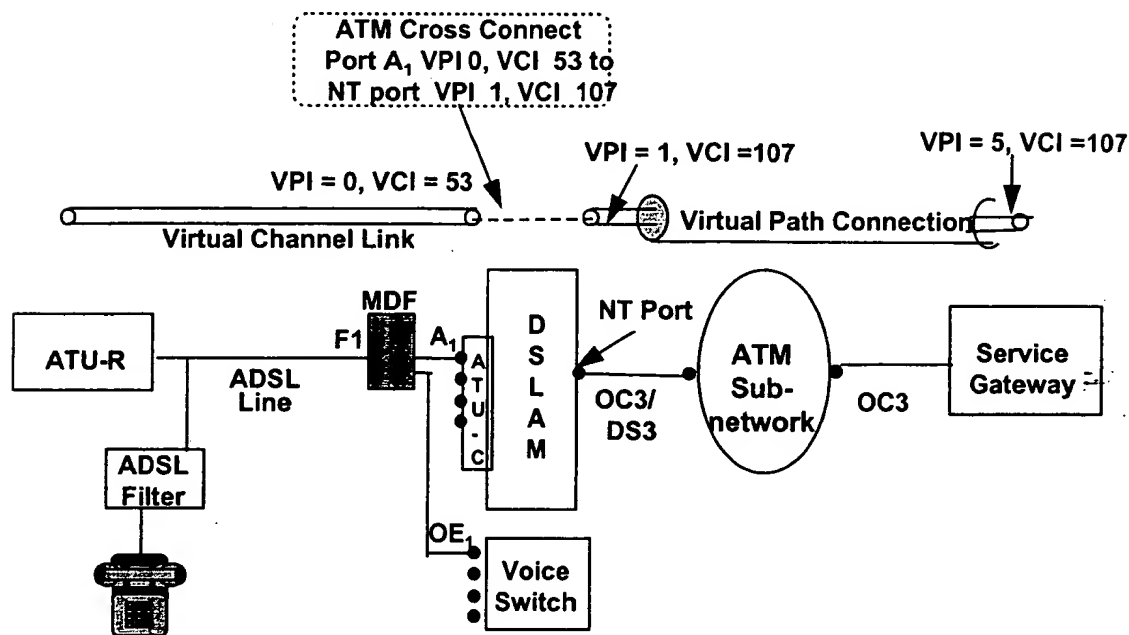 ATM Cross Connect
Port A1 VPI 0, VCI 53 to
NT port VPI 1, VCI 107
VPI = 0, VCI = 53
VPI = 1, VCI =107
VPI = 5, VCI =107
Virtual Channel Link
Virtual Path Connection
ATU-R
ADSL
Line
F1
MDF
A1
ATU-C
DSLAM
NT Port
OC3/
DS3
ATM
Sub-
network
OC3
Service
Gateway
ADSL
Filter
OE1
Voice
Switch